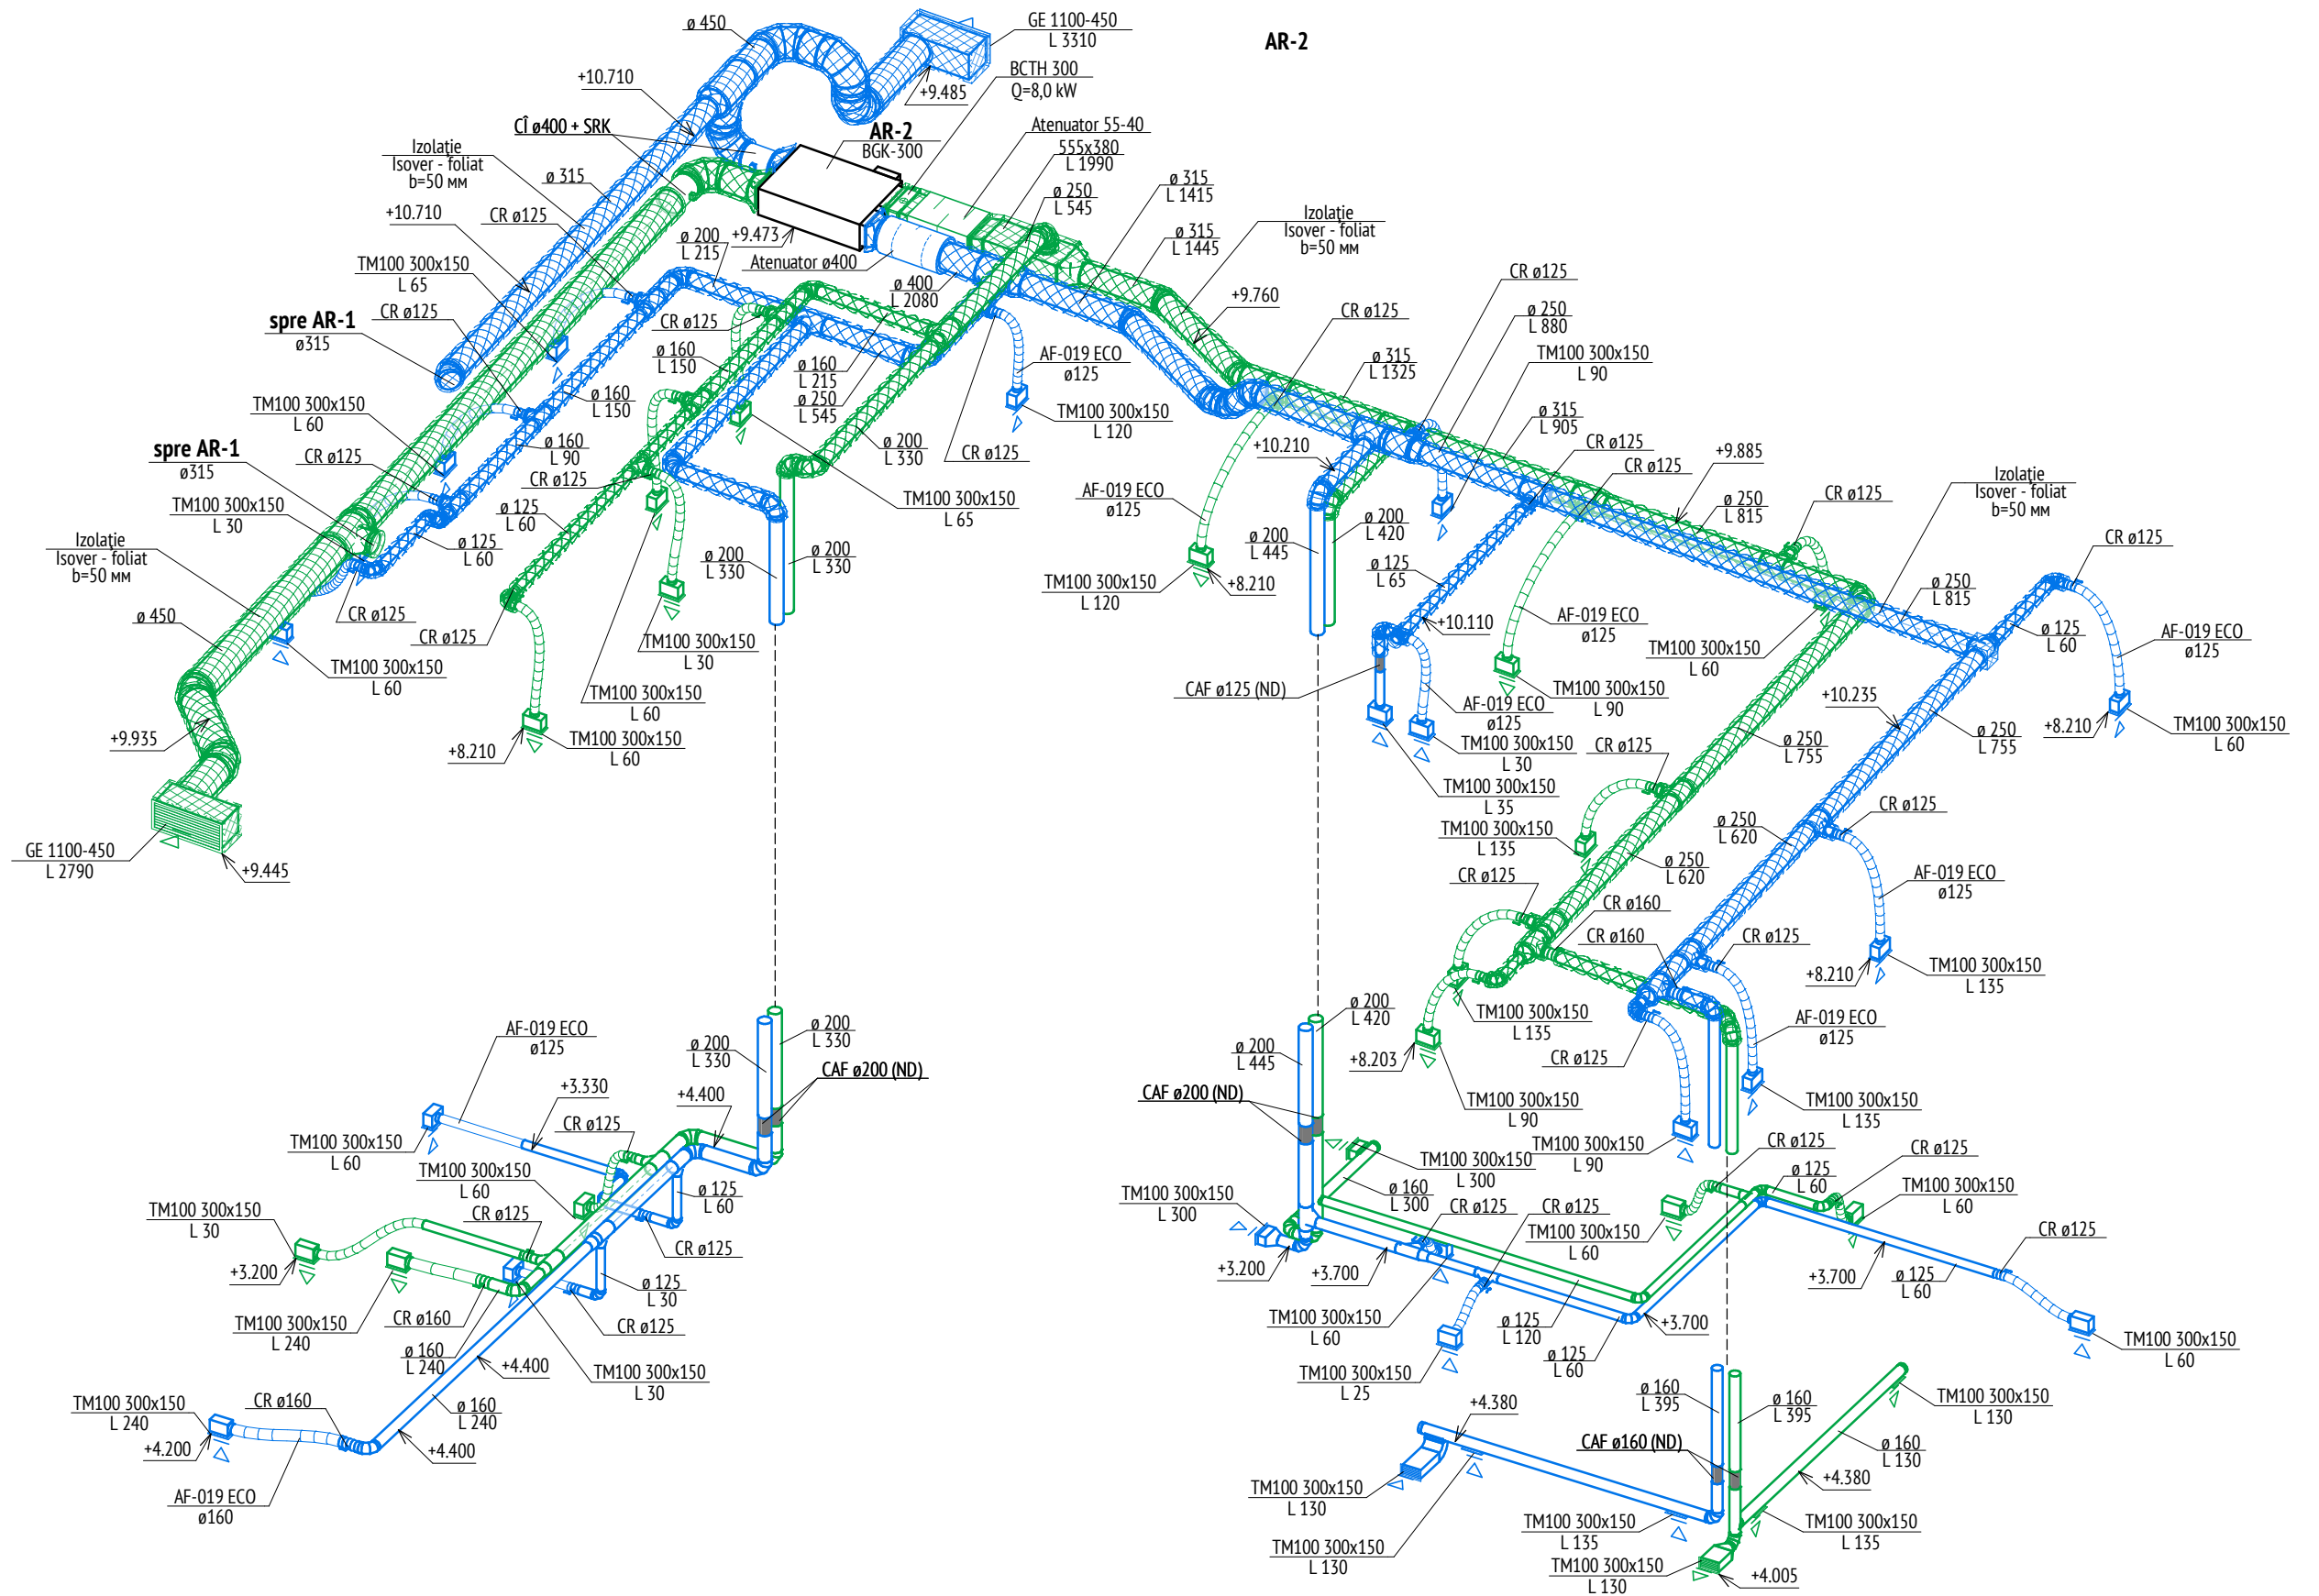 AR-2
ø 450
GE 1100-450
L 3310
+10.710
BCTH 300
Q=8,0 kW
+9.485
CÎ ø400 + SRK
AR-2
BGK-300
Atenuator 55-40
555x380
L 1990
Izolație
Isover - foliat
b=50 мм
ø 315
ø 250
L 545
ø 315
L 1415
+10.710
CR ø125
ø 200
L 215
+9.473
Atenuator ø400
ø 315
L 1445
Izolație
Isover - foliat
b=50 мм
TM100 300x150
L 65
ø 400
L 2080
+9.760
CR ø125
CR ø125
CR ø125
CR ø125
ø 250
L 880
spre AR-1
ø315
ø 160
L 150
ø 160
L 215
AF-019 ECO
ø125
ø 315
L 1325
TM100 300x150
L 90
TM100 300x150
L 60
ø 160
L 150
ø 250
L 545
TM100 300x150
L 120
ø 315
L 905
ø 160
L 90
ø 200
L 330
CR ø125
+10.210
CR ø125
CR ø125
+9.885
spre AR-1
ø315
CR ø125
CR ø125
TM100 300x150
L 65
AF-019 ECO
ø125
ø 250
L 815
CR ø125
Izolație
Isover - foliat
b=50 мм
TM100 300x150
L 30
ø 125
L 60
ø 125
L 60
ø 200
L 330
ø 200
L 330
ø 200
L 445
ø 200
L 420
CR ø125
Izolație
Isover - foliat
b=50 мм
TM100 300x150
L 120
+8.210
ø 125
L 65
ø 250
L 815
ø 450
CR ø125
CR ø125
+10.110
AF-019 ECO
ø125
TM100 300x150
L 60
ø 125
L 60
AF-019 ECO
ø125
TM100 300x150
L 60
TM100 300x150
L 30
TM100 300x150
L 60
CAF ø125 (ND)
AF-019 ECO
ø125
TM100 300x150
L 90
+10.235
+9.935
+8.210
TM100 300x150
L 60
TM100 300x150
L 30
CR ø125
ø 250
L 755
ø 250
L 755
+8.210
TM100 300x150
L 60
TM100 300x150
L 35
GE 1100-450
L 2790
+9.445
TM100 300x150
L 135
ø 250
L 620
CR ø125
ø 250
L 620
CR ø125
AF-019 ECO
ø125
CR ø160
CR ø160
CR ø125
+8.210
TM100 300x150
L 135
TM100 300x150
L 135
AF-019 ECO
ø125
AF-019 ECO
ø125
ø 200
L 330
ø 200
L 330
CAF ø200 (ND)
ø 200
L 420
ø 200
L 445
+8.203
CR ø125
+3.330
+4.400
CAF ø200 (ND)
TM100 300x150
L 90
TM100 300x150
L 135
TM100 300x150
L 60
CR ø125
TM100 300x150
L 90
TM100 300x150
L 300
CR ø125
CR ø125
TM100 300x150
L 60
ø 125
L 60
TM100 300x150
L 300
ø 160
L 300
CR ø125
CR ø125
ø 125
L 60
TM100 300x150
L 60
TM100 300x150
L 30
CR ø125
CR ø125
TM100 300x150
L 60
+3.200
ø 125
L 30
+3.200
+3.700
+3.700
ø 125
L 60
CR ø125
TM100 300x150
L 240
CR ø160
CR ø125
TM100 300x150
L 60
ø 125
L 120
+3.700
ø 160
L 240
+4.400
TM100 300x150
L 30
TM100 300x150
L 25
ø 125
L 60
TM100 300x150
L 60
TM100 300x150
L 240
CR ø160
ø 160
L 240
+4.380
ø 160
L 395
ø 160
L 395
TM100 300x150
L 130
+4.200
+4.400
CAF ø160 (ND)
ø 160
L 130
+4.380
AF-019 ECO
ø160
TM100 300x150
L 130
TM100 300x150
L 135
TM100 300x150
L 135
TM100 300x150
L 130
TM100 300x150
L 130
+4.005